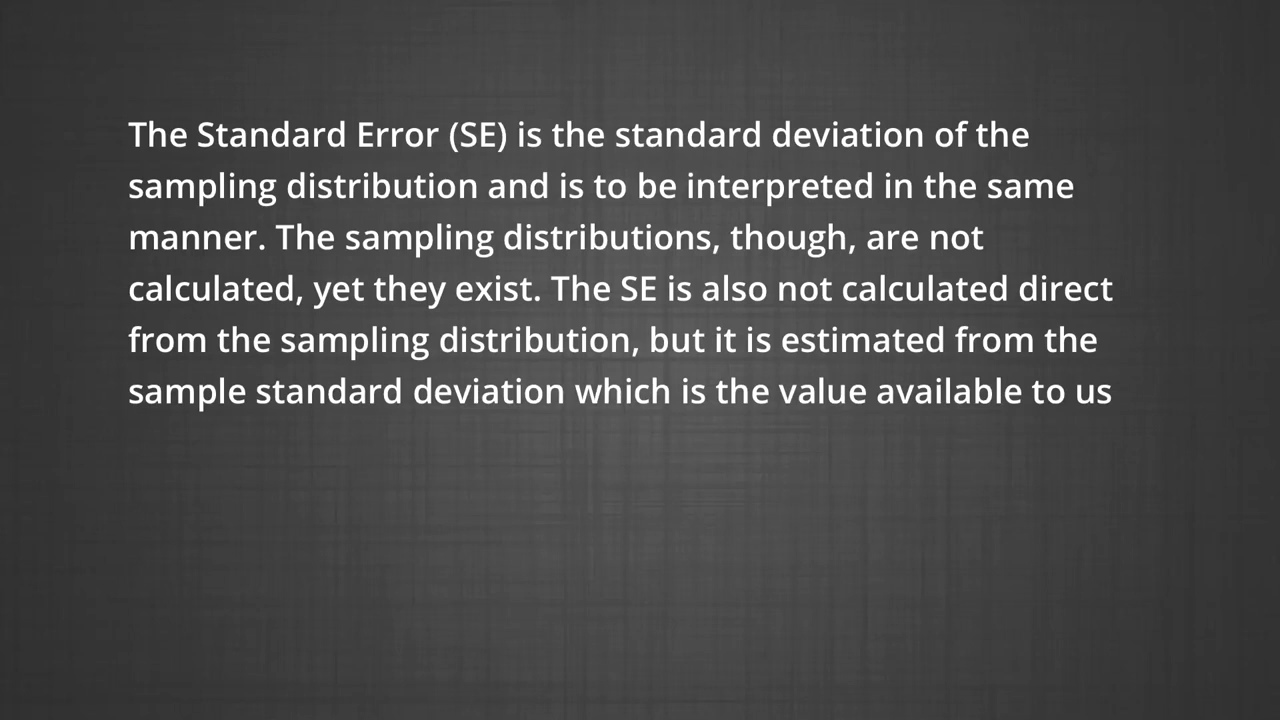 The Standard Error (SE) is the standard deviation of the
sampling distribution and is to be interpreted in the same
manner. The sampling distributions, though, are not
calculated, yet they exist. The SE is also not calculated direct
from the sampling distribution, but it is estimated from the
sample standard deviation which is the value available to us